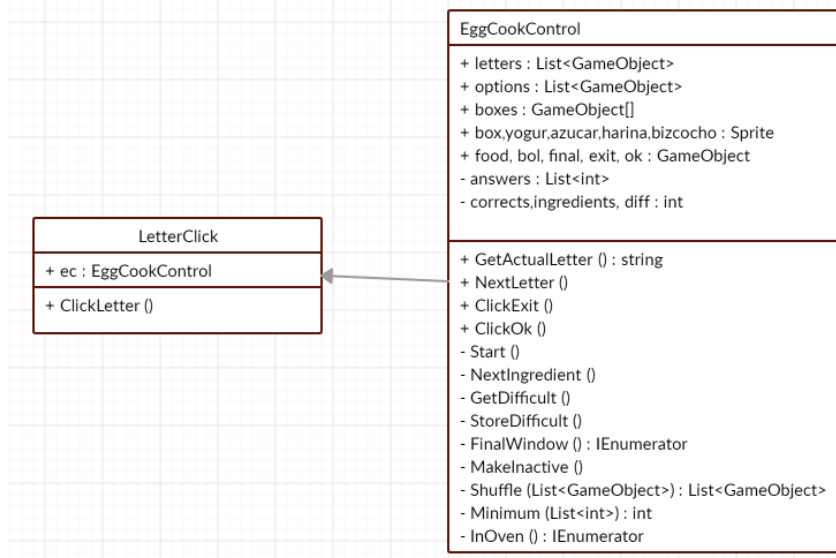 EggCookControl
+ letters : List<GameObject>
+ options : List<GameObject>
+ boxes : GameObject[]
+ box,yogur,azucar,harina,bizcocho : Sprite
+ food, bol, final, exit, ok : GameObject
- answers : List<int>
- corrects,ingredients, diff : int
+ GetActualLetter () : string
+ NextLetter ()
+ ClickExit ()
+ ClickOk ()
- Start ()
- NextIngredient ()
- GetDifficult ()
- StoreDifficult ()
- FinalWindow () : IEnumerator
- MakeInactive ()
- Shuffle (List<GameObject>) : List<GameObject>
- Minimum (List<int>) : int
- InOven () : IEnumerator
LetterClick
+ ec : EggCookControl
+ ClickLetter ()